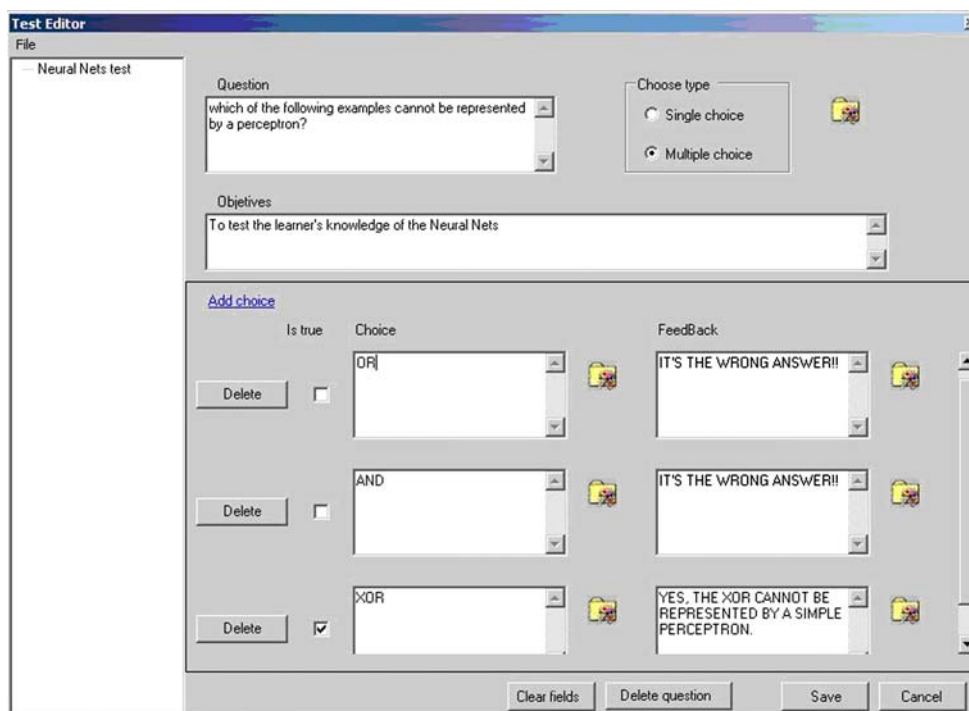 Test Editor
File
Neural Nets test
Question
which of the following examples cannot be represented
by a perceptron?
Choose type
Single choice
Multiple choice
Objetives
To test the learner's knowledge of the Neural Nets
Add choice
Is true Choice FeedBack
Delete OR IT'S THE WRONG ANSWER!!
Delete AND IT'S THE WRONG ANSWER!!
Delete XOR YES, THE XOR CANNOT BE
REPRESENTED BY A SIMPLE
PERCEPTRON.
Clear fields Delete question Save Cancel